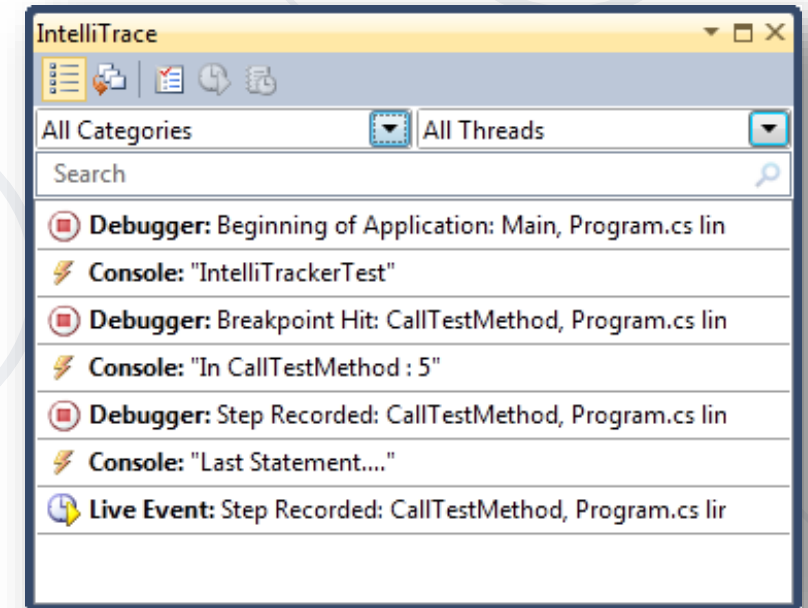 IntelliTrace
All Categories All Threads
Search
Debugger: Beginning of Application: Main, Program.cs lin
Console: "IntelliTrackerTest"
Debugger: Breakpoint Hit: CallTestMethod, Program.cs lin
Console: "In CallTestMethod : 5"
Debugger: Step Recorded: CallTestMethod, Program.cs lin
Console: "Last Statement...."
Live Event: Step Recorded: CallTestMethod, Program.cs lir